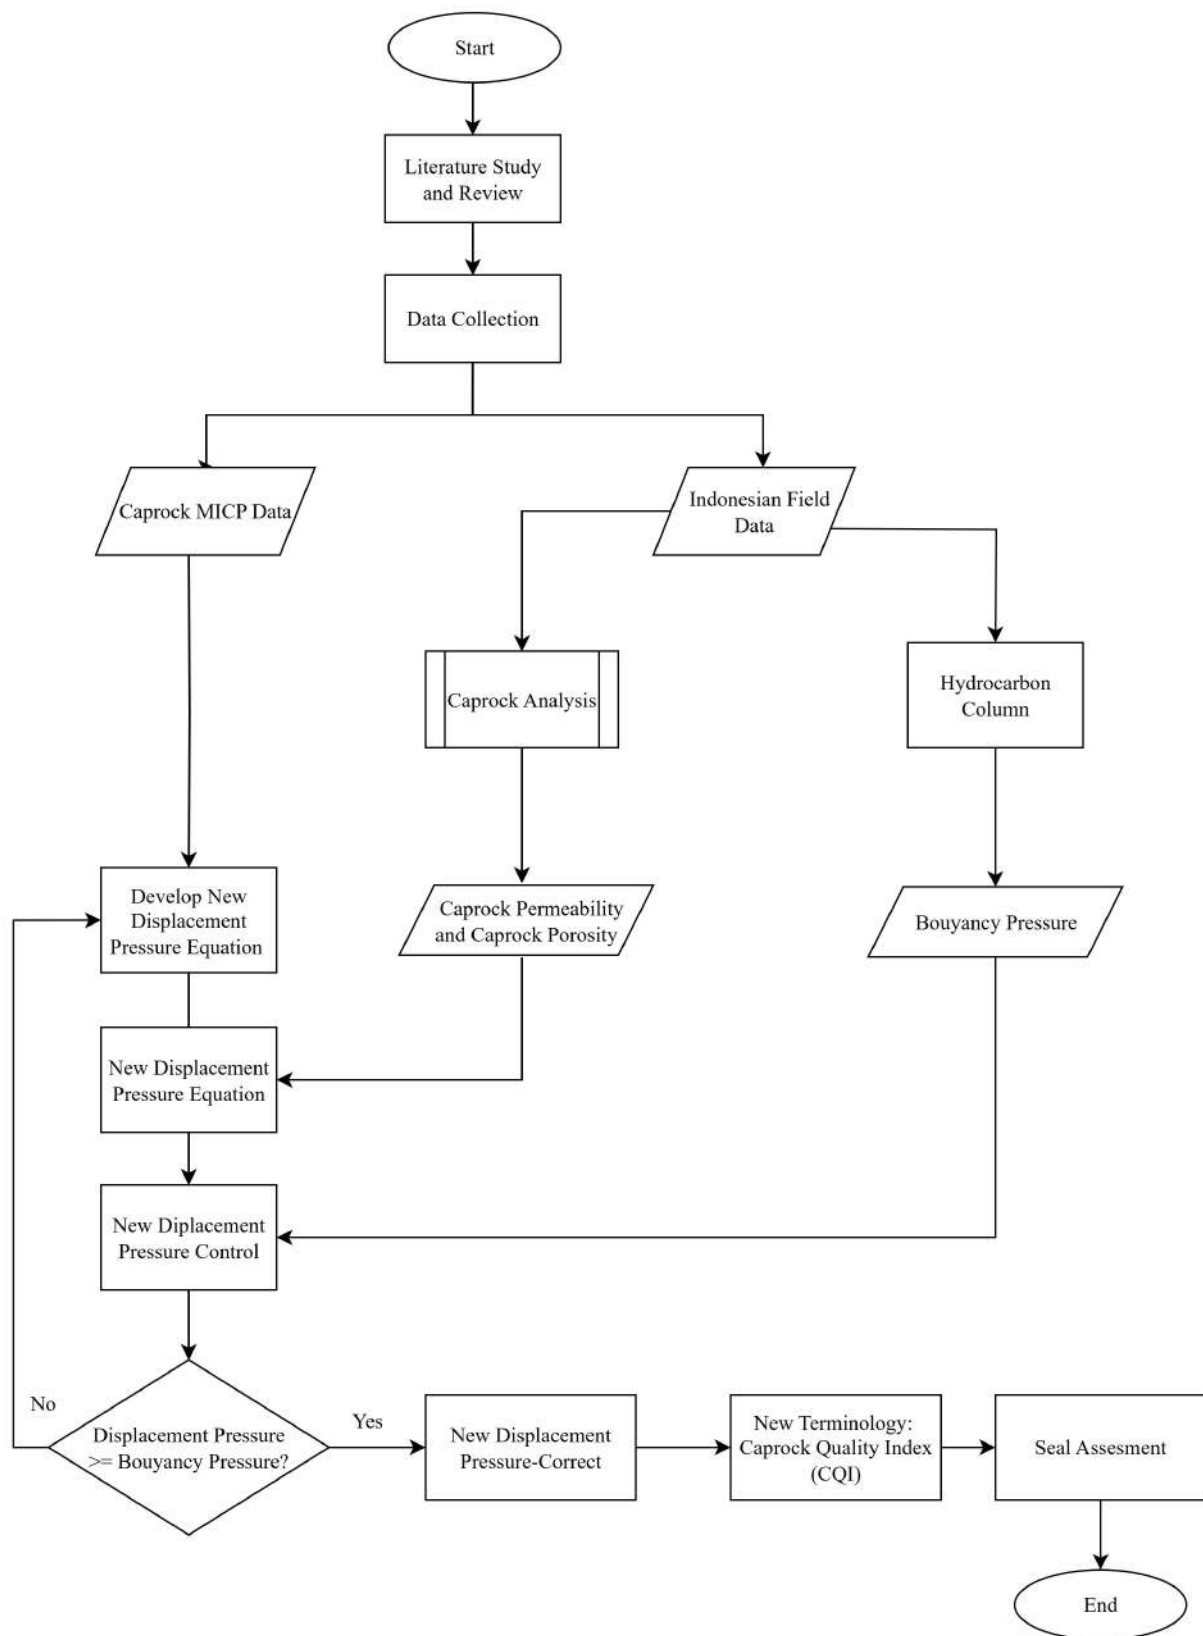 Start
Literature Study
and Review
Data Collection
Caprock MICP Data
Indonesian Field
Data
Caprock Analysis
Hydrocarbon
Column
Develop New
Displacement
Pressure Equation
Caprock Permeability
and Caprock Porosity
Bouyancy Pressure
New Displacement
Pressure Equation
New Diplacement
Pressure Control
No
Displacement Pressure
>= Bouyancy Pressure?
Yes
New Displacement
Pressure-Correct
New Terminology:
Caprock Quality Index
(CQI)
Seal Assesment
End